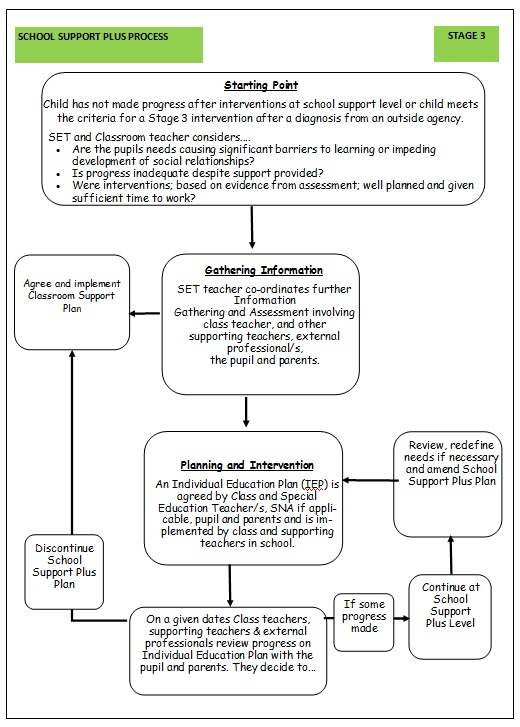 SCHOOL SUPPORT PLUS PROCESS
STAGE 3
Starting Point
Child has not made progress after interventions at school support level or child meets
the criteria for a Stage 3 intervention after a diagnosis from an outside agency.
SET and Classroom teacher considers....
• Are the pupils needs causing significant barriers to learning or impeding
development of social relationships?
• Is progress inadequate despite support provided?
• Were interventions; based on evidence from assessment; well planned and given
sufficient time to work?
Gathering Information
SET teacher co-ordinates further
Information
Gathering and Assessment involving
class teacher, and other
supporting teachers, external
professional/s,
the pupil and parents.
Agree and implement
Classroom Support
Plan
Planning and Intervention
An Individual Education Plan (IEP) is
agreed by Class and Special
Education Teacher/s, SNA if appli-
cable, pupil and parents and is im-
plemented by class and supporting
teachers in school.
Review, redefine
needs if necessary
and amend School
Support Plus Plan
Discontinue
School
Support Plus
Plan
On a given dates Class teachers,
supporting teachers & external
professionals review progress on
Individual Education Plan with the
pupil and parents. They decide to...
If some
progress
made
Continue at
School
Support
Plus Level